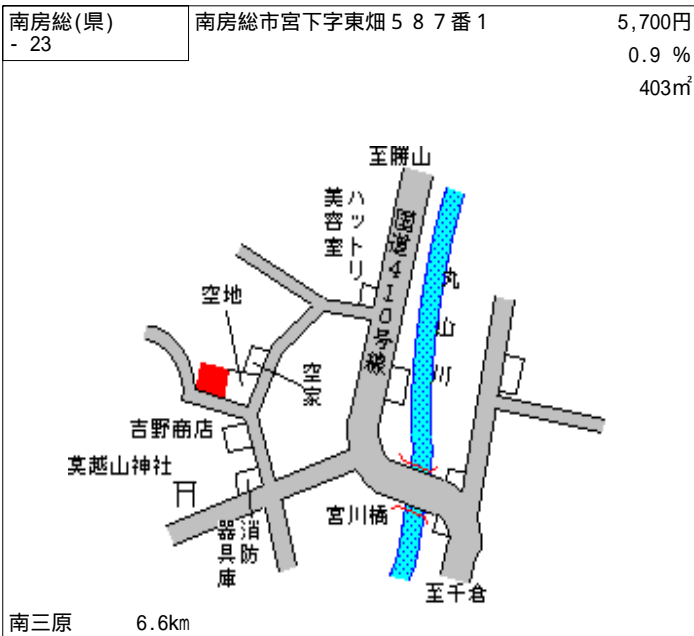 南房総(県)
- 23
南房総市宮下字東畑５８７番１
5,700円
0.9 %
403㎡
至勝山
ハットリ
美容室
国道410号線
丸山川
空地
空家
吉野商店
莫越山神社
消防
器具庫
宮川橋
至千倉
南三原 6.6km